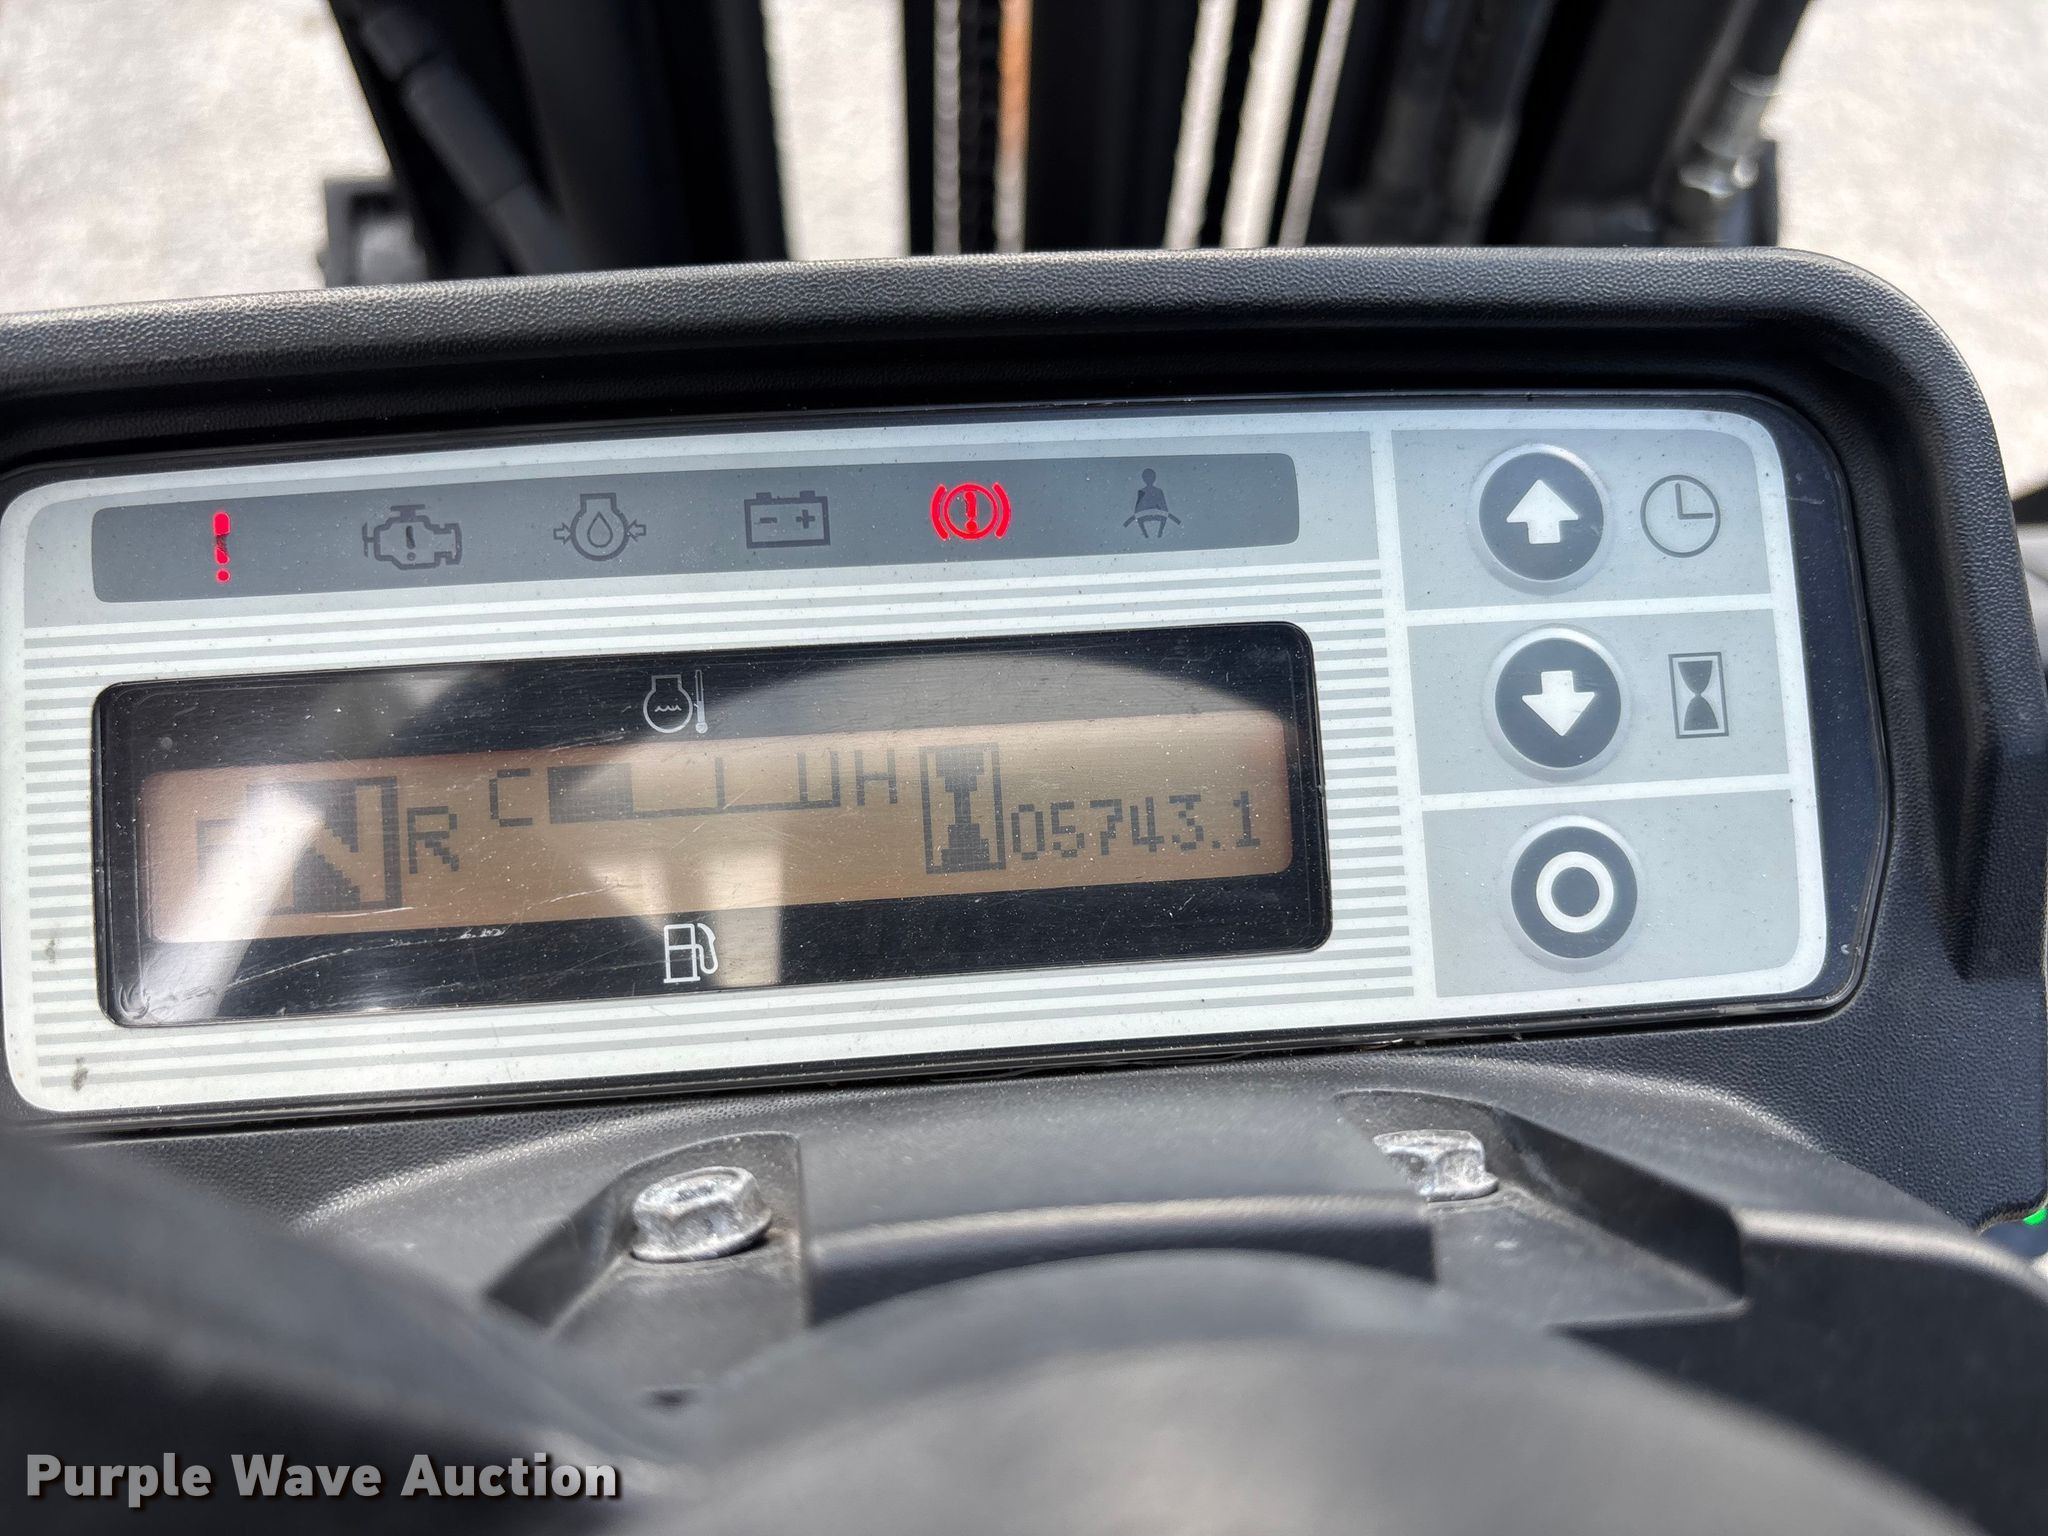 C H
F N R 05743.1
Purple Wave Auction